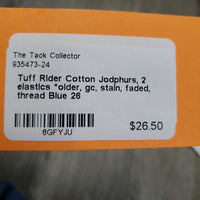 The Tack Collector
935473-24
Tuff Rider Cotton Jodphurs, 2
elastics *older, gc, stain, faded,
thread Blue 26
6GFYJU
$26.50